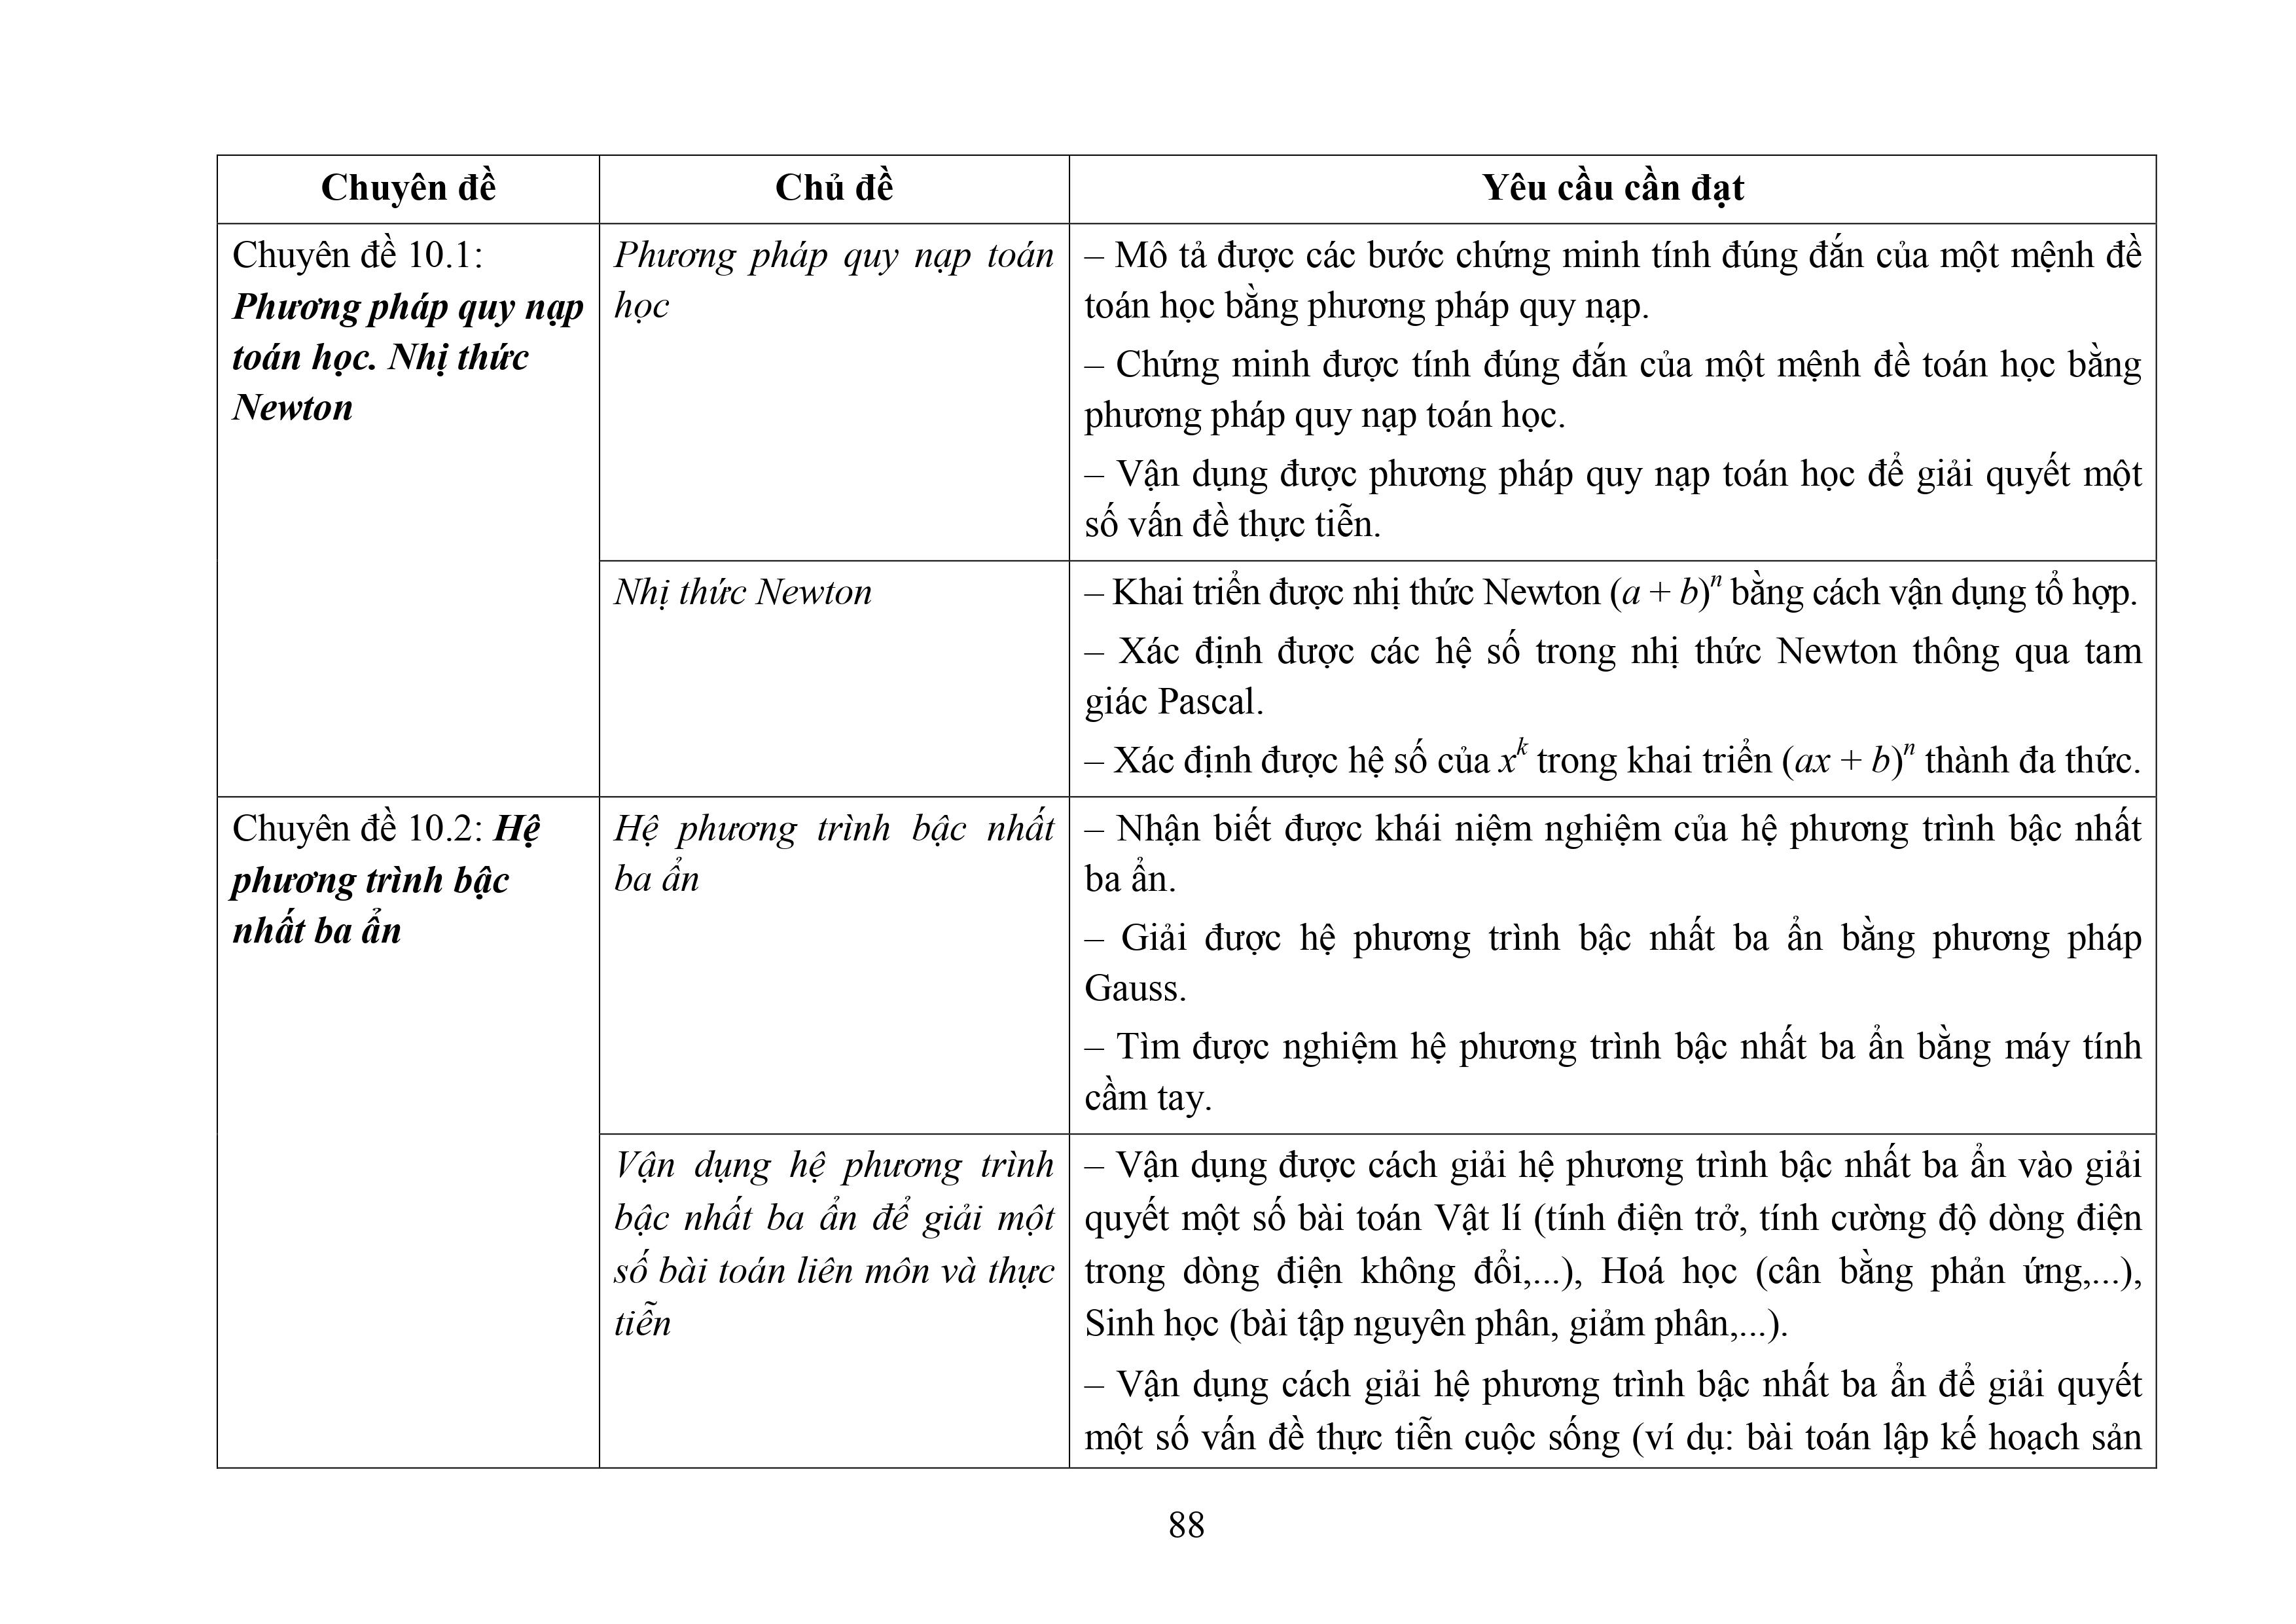 Chuyên đề
Chủ đề
Yêu cầu cần đạt
Chuyên đề 10.1:
Phương pháp quy nạp
toán học. Nhị thức
Newton
Phương pháp quy nạp toán
học
– Mô tả được các bước chứng minh tính đúng đắn của một mệnh đề
toán học bằng phương pháp quy nạp.
– Chứng minh được tính đúng đắn của một mệnh đề toán học bằng
phương pháp quy nạp toán học.
– Vận dụng được phương pháp quy nạp toán học để giải quyết một
số vấn đề thực tiễn.
Nhị thức Newton
– Khai triển được nhị thức Newton (a + b)ⁿ bằng cách vận dụng tổ hợp.
– Xác định được các hệ số trong nhị thức Newton thông qua tam
giác Pascal.
– Xác định được hệ số của xᵏ trong khai triển (ax + b)ⁿ thành đa thức.
Chuyên đề 10.2: Hệ
phương trình bậc
nhất ba ẩn
Hệ phương trình bậc nhất
ba ẩn
– Nhận biết được khái niệm nghiệm của hệ phương trình bậc nhất
ba ẩn.
– Giải được hệ phương trình bậc nhất ba ẩn bằng phương pháp
Gauss.
– Tìm được nghiệm hệ phương trình bậc nhất ba ẩn bằng máy tính
cầm tay.
Vận dụng hệ phương trình
bậc nhất ba ẩn để giải một
số bài toán liên môn và thực
tiễn
– Vận dụng được cách giải hệ phương trình bậc nhất ba ẩn vào giải
quyết một số bài toán Vật lí (tính điện trở, tính cường độ dòng điện
trong dòng điện không đổi,...), Hoá học (cân bằng phản ứng,...),
Sinh học (bài tập nguyên phân, giảm phân,...).
– Vận dụng cách giải hệ phương trình bậc nhất ba ẩn để giải quyết
một số vấn đề thực tiễn cuộc sống (ví dụ: bài toán lập kế hoạch sản
88